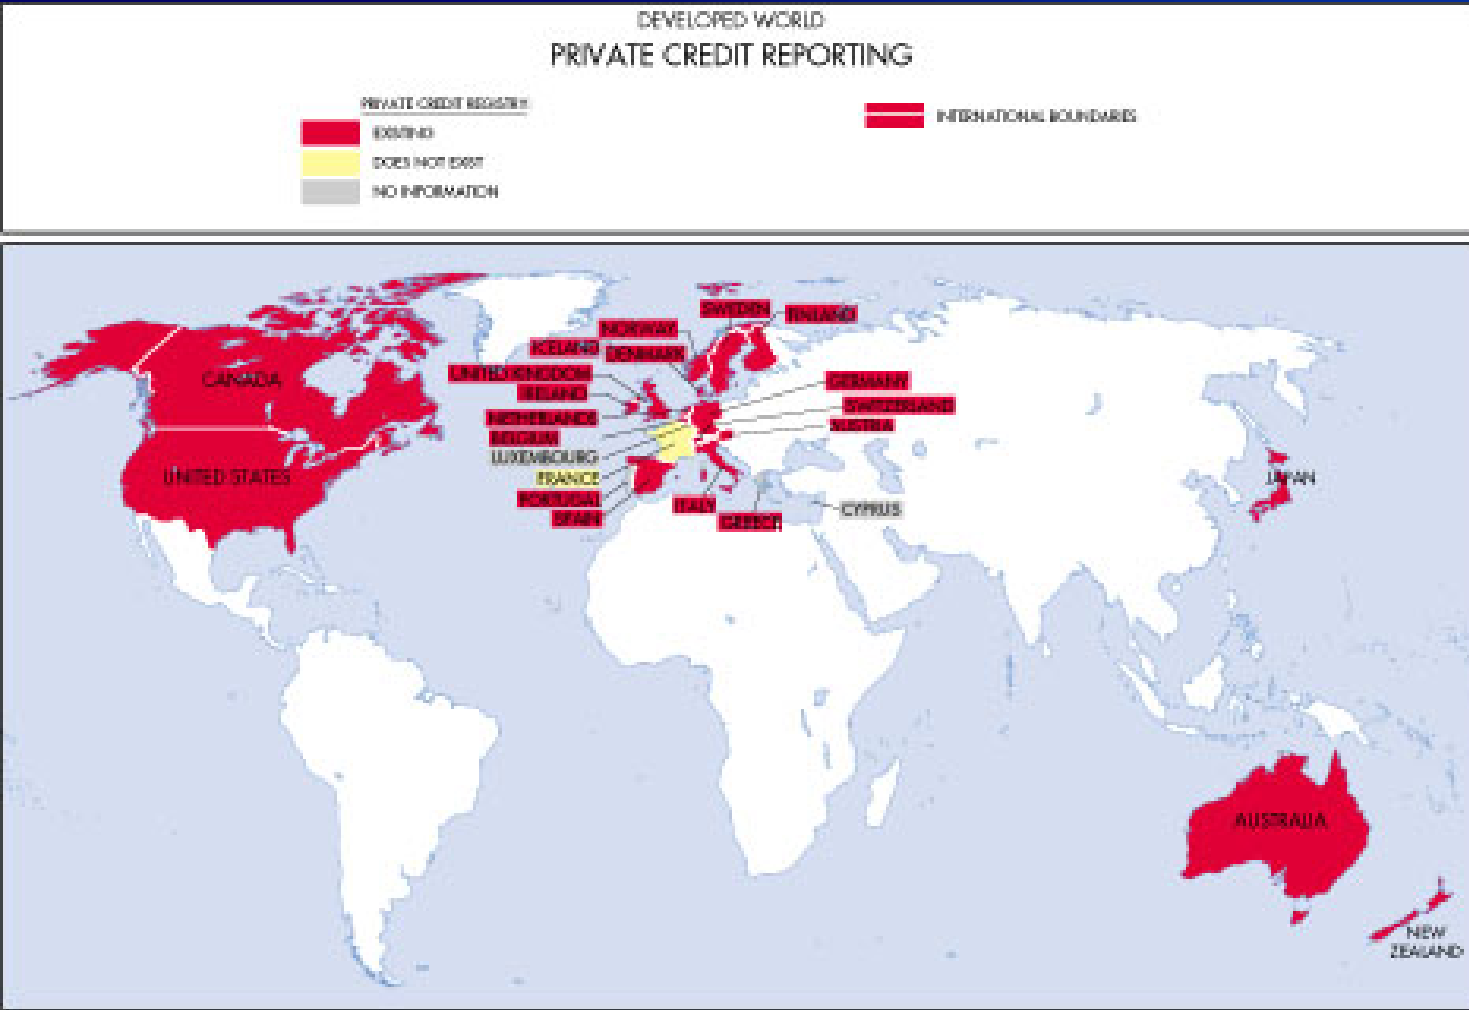 DEVELOPED WORLD
PRIVATE CREDIT REPORTING
PRIVATE CREDIT REGISTRY
EXISTING
DOES NOT EXIST
NO INFORMATION
INTERNATIONAL BOUNDARIES
SWEDEN
FINLAND
NORWAY
ICELAND
DENMARK
CANADA
UNITED KINGDOM
GERMANY
IRELAND
SWITZERLAND
NETHERLANDS
AUSTRIA
BELGIUM
LUXEMBOURG
UNITED STATES
FRANCE
JAPAN
PORTUGAL
ITALY
CYPRUS
SPAIN
GREECE
AUSTRALIA
NEW
ZEALAND